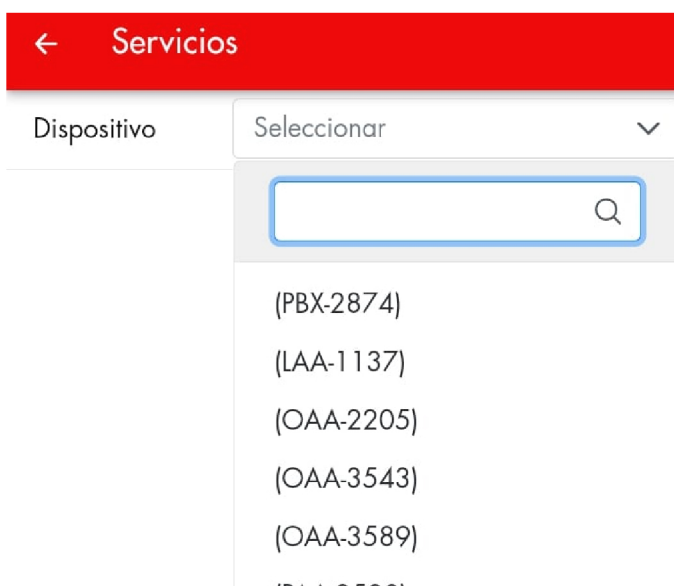 Servicios
Dispositivo
Seleccionar
(PBX-2874)
(LAA-1137)
(OAA-2205)
(OAA-3543)
(OAA-3589)